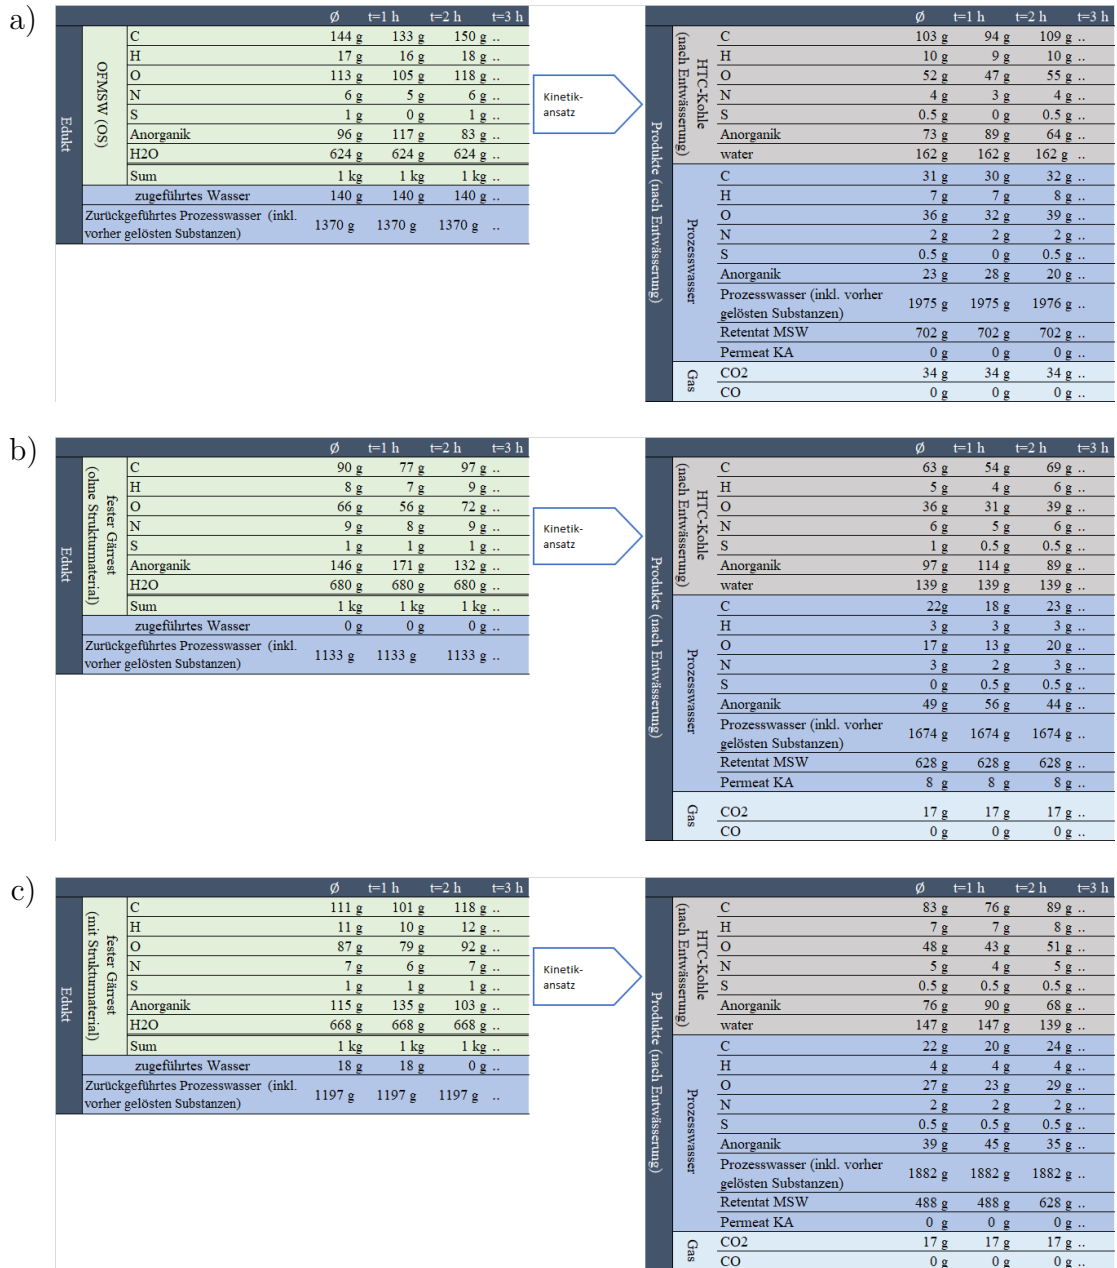 a)
Ø t=1 h t=2 h t=3 h
Edukt
OFMSW (OS)
C 144 g 133 g 150 g ..
H 17 g 16 g 18 g ..
O 113 g 105 g 118 g ..
N 6 g 5 g 6 g ..
S 1 g 0 g 1 g ..
Anorganik 96 g 117 g 83 g ..
H2O 624 g 624 g 624 g ..
Sum 1 kg 1 kg 1 kg ..
zugeführtes Wasser 140 g 140 g 140 g ..
Zurückgeführtes Prozesswasser (inkl.
vorher gelösten Substanzen) 1370 g 1370 g 1370 g ..
Kinetik-
ansatz
Ø t=1 h t=2 h t=3 h
Produkte (nach Entwässerung)
HTC-Kohle
(nach Entwässerung)
C 103 g 94 g 109 g ..
H 10 g 9 g 10 g ..
O 52 g 47 g 55 g ..
N 4 g 3 g 4 g ..
S 0.5 g 0 g 0.5 g ..
Anorganik 73 g 89 g 64 g ..
water 162 g 162 g 162 g ..
Prozesswasser
C 31 g 30 g 32 g ..
H 7 g 7 g 8 g ..
O 36 g 32 g 39 g ..
N 2 g 2 g 2 g ..
S 0.5 g 0 g 0.5 g ..
Anorganik 23 g 28 g 20 g ..
Prozesswasser (inkl. vorher
gelösten Substanzen) 1975 g 1975 g 1976 g ..
Retentat MSW 702 g 702 g 702 g ..
Permeat KA 0 g 0 g 0 g ..
Gas
CO2 34 g 34 g 34 g ..
CO 0 g 0 g 0 g ..
b)
Ø t=1 h t=2 h t=3 h
Edukt
fester Gärrest
(ohne Strukturmaterial)
C 90 g 77 g 97 g ..
H 8 g 7 g 9 g ..
O 66 g 56 g 72 g ..
N 9 g 8 g 9 g ..
S 1 g 1 g 1 g ..
Anorganik 146 g 171 g 132 g ..
H2O 680 g 680 g 680 g ..
Sum 1 kg 1 kg 1 kg ..
zugeführtes Wasser 0 g 0 g 0 g ..
Zurückgeführtes Prozesswasser (inkl.
vorher gelösten Substanzen) 1133 g 1133 g 1133 g ..
Kinetik-
ansatz
Ø t=1 h t=2 h t=3 h
Produkte (nach Entwässerung)
HTC-Kohle
(nach Entwässerung)
C 63 g 54 g 69 g ..
H 5 g 4 g 6 g ..
O 36 g 31 g 39 g ..
N 6 g 5 g 6 g ..
S 1 g 0.5 g 0.5 g ..
Anorganik 97 g 114 g 89 g ..
water 139 g 139 g 139 g ..
Prozesswasser
C 22g 18 g 23 g ..
H 3 g 3 g 3 g ..
O 17 g 13 g 20 g ..
N 3 g 2 g 3 g ..
S 0 g 0.5 g 0.5 g ..
Anorganik 49 g 56 g 44 g ..
Prozesswasser (inkl. vorher
gelösten Substanzen) 1674 g 1674 g 1674 g ..
Retentat MSW 628 g 628 g 628 g ..
Permeat KA 8 g 8 g 8 g ..
Gas
CO2 17 g 17 g 17 g ..
CO 0 g 0 g 0 g ..
c)
Ø t=1 h t=2 h t=3 h
Edukt
fester Gärrest
(mit Strukturmaterial)
C 111 g 101 g 118 g ..
H 11 g 10 g 12 g ..
O 87 g 79 g 92 g ..
N 7 g 6 g 7 g ..
S 1 g 1 g 1 g ..
Anorganik 115 g 135 g 103 g ..
H2O 668 g 668 g 668 g ..
Sum 1 kg 1 kg 1 kg ..
zugeführtes Wasser 18 g 18 g 0 g ..
Zurückgeführtes Prozesswasser (inkl.
vorher gelösten Substanzen) 1197 g 1197 g 1197 g ..
Kinetik-
ansatz
Ø t=1 h t=2 h t=3 h
Produkte (nach Entwässerung)
HTC-Kohle
(nach Entwässerung)
C 83 g 76 g 89 g ..
H 7 g 7 g 8 g ..
O 48 g 43 g 51 g ..
N 5 g 4 g 5 g ..
S 0.5 g 0.5 g 0.5 g ..
Anorganik 76 g 90 g 68 g ..
water 147 g 147 g 139 g ..
Prozesswasser
C 22 g 20 g 24 g ..
H 4 g 4 g 4 g ..
O 27 g 23 g 29 g ..
N 2 g 2 g 2 g ..
S 0.5 g 0.5 g 0.5 g ..
Anorganik 39 g 45 g 35 g ..
Prozesswasser (inkl. vorher
gelösten Substanzen) 1882 g 1882 g 1882 g ..
Retentat MSW 488 g 488 g 628 g ..
Permeat KA 0 g 0 g 0 g ..
Gas
CO2 17 g 17 g 17 g ..
CO 0 g 0 g 0 g ..